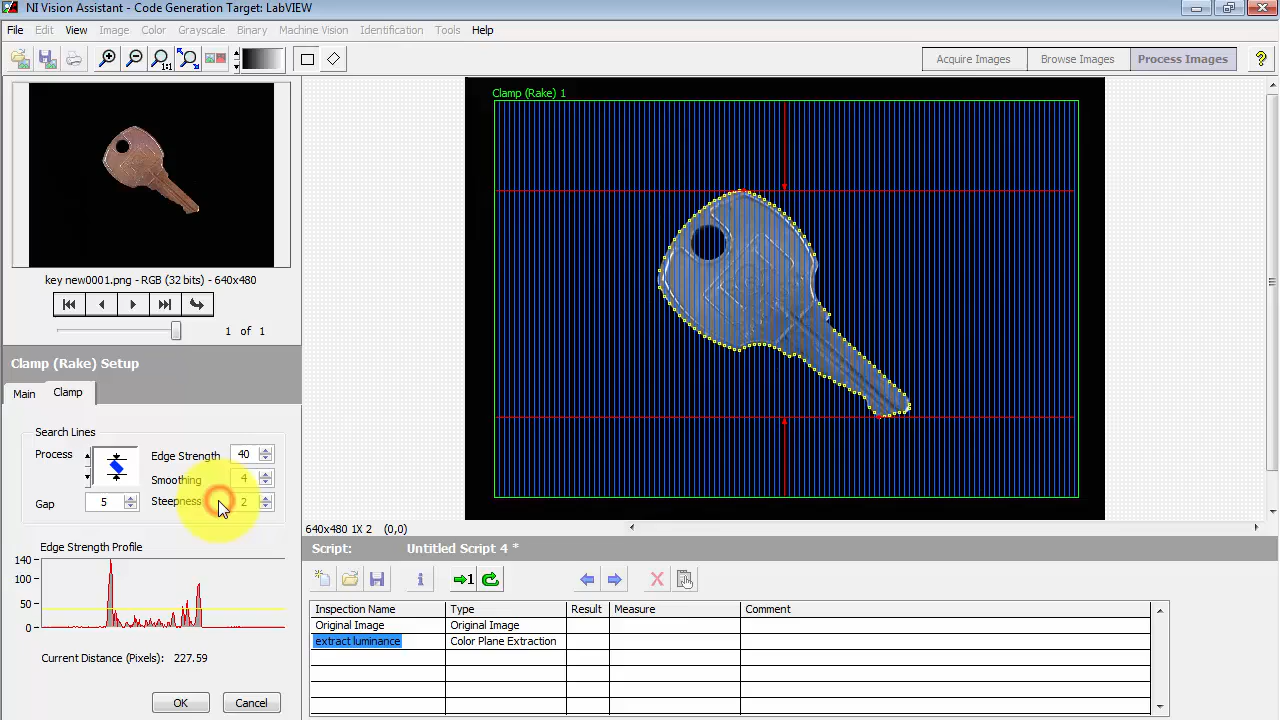 NI Vision Assistant - Code Generation Target: LabVIEW
File Edit View Image Color Grayscale Binary Machine Vision Identification Tools Help
1:1
Acquire Images Browse Images Process Images
?
Clamp (Rake) 1
key new0001.png - RGB (32 bits) - 640x480
1 of 1
Clamp (Rake) Setup
Main Clamp
Search Lines
Process
Edge Strength 40
Smoothing 4
Gap 5
Steepness 2
Edge Strength Profile
140
100
50
0
Current Distance (Pixels): 227.59
OK Cancel
640x480 1X 2 (0,0)
Script: Untitled Script 4 *
Inspection Name Type Result Measure Comment
Original Image Original Image
extract luminance Color Plane Extraction